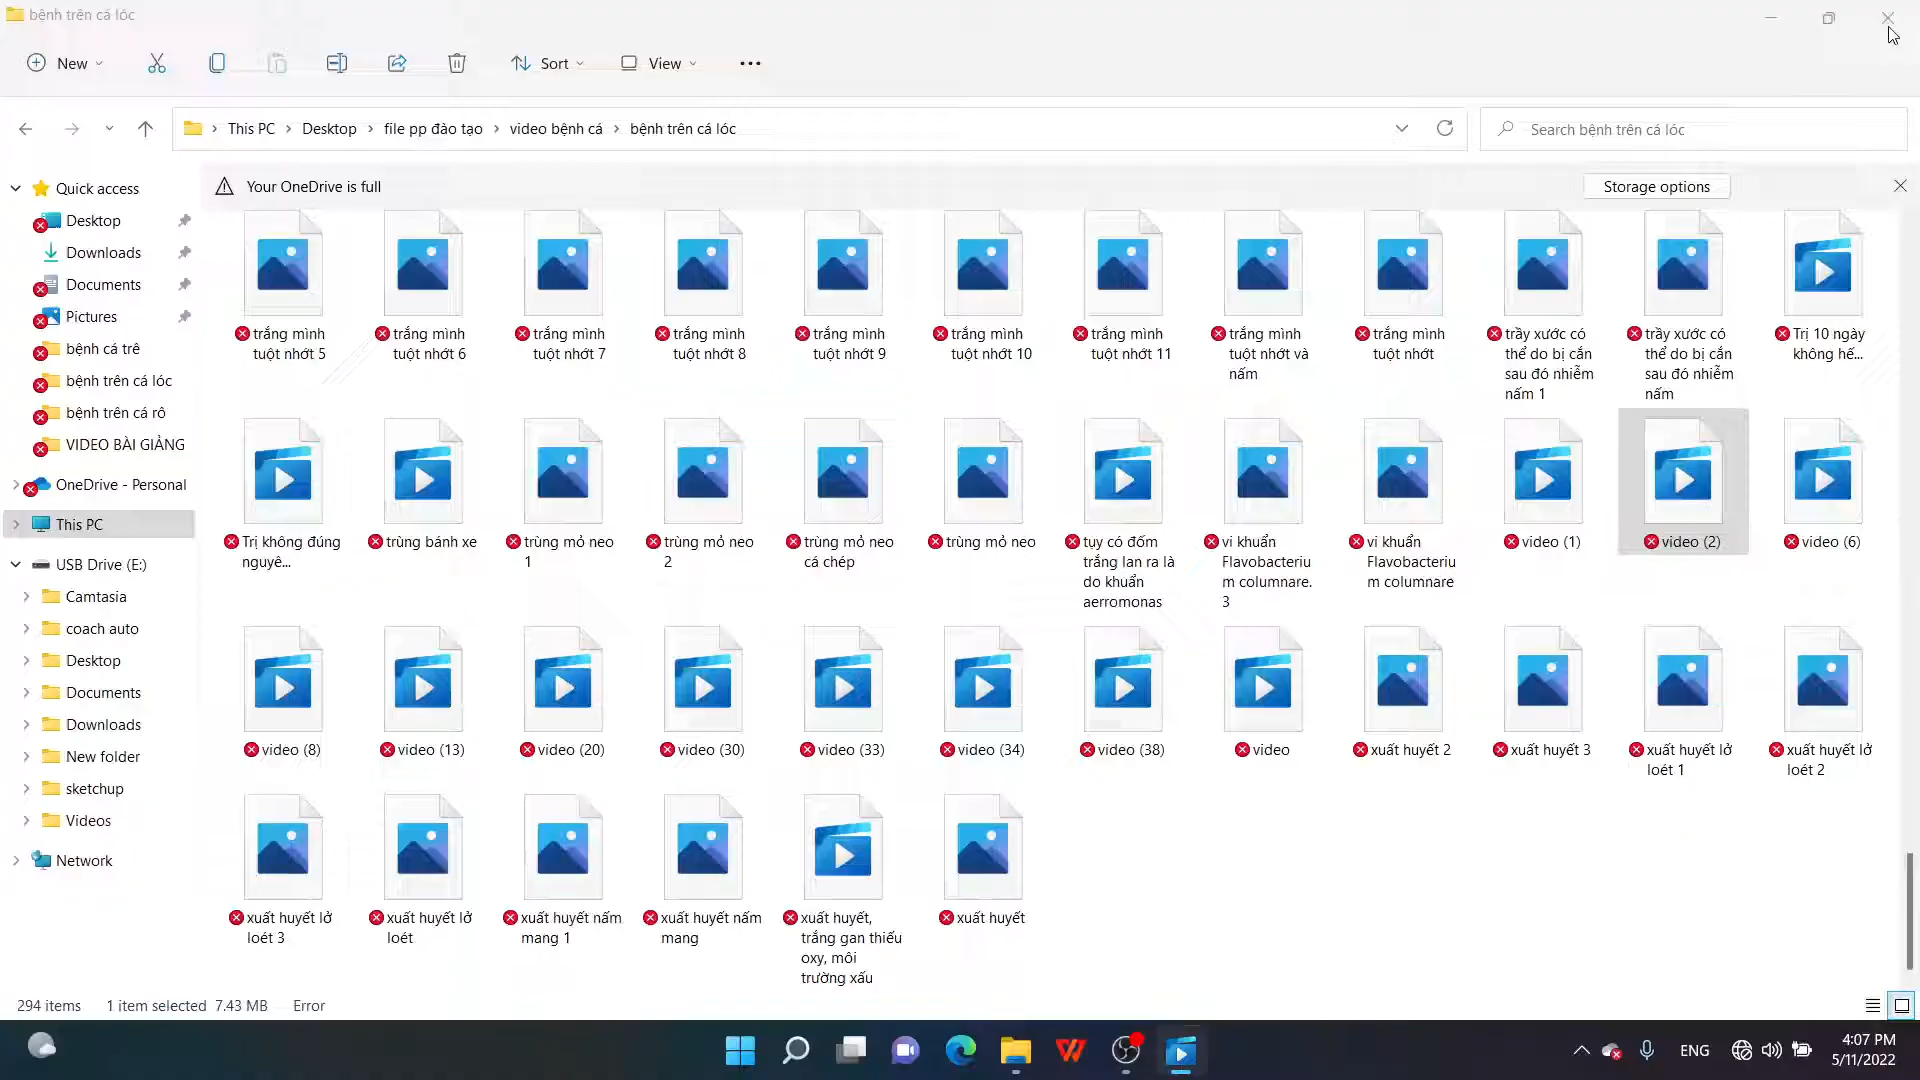 bệnh trên cá lóc
New
Sort
View
This PC
Desktop
file pp đào tạo
video bệnh cá
bệnh trên cá lóc
Search bệnh trên cá lóc
Your OneDrive is full
Storage options
Quick access
Desktop
Downloads
Documents
Pictures
bệnh cá trê
bệnh trên cá lóc
bệnh trên cá rô
VIDEO BÀI GIẢNG
OneDrive - Personal
This PC
USB Drive (E:)
Camtasia
coach auto
Desktop
Documents
Downloads
New folder
sketchup
Videos
Network
trắng mình
tuột nhớt 5
trắng mình
tuột nhớt 6
trắng mình
tuột nhớt 7
trắng mình
tuột nhớt 8
trắng mình
tuột nhớt 9
trắng mình
tuột nhớt 10
trắng mình
tuột nhớt 11
trắng mình
tuột nhớt và
nấm
trắng mình
tuột nhớt
trầy xước có
thể do bị cắn
sau đó nhiễm
nấm 1
trầy xước có
thể do bị cắn
sau đó nhiễm
nấm
Trị 10 ngày
không hế...
Trị không đúng
nguyê...
trùng bánh xe
trùng mỏ neo
1
trùng mỏ neo
2
trùng mỏ neo
cá chép
trùng mỏ neo
tụy có đốm
trắng lan ra là
do khuẩn
aerromonas
vi khuẩn
Flavobacteriu
m columnare.
3
vi khuẩn
Flavobacteriu
m columnare
video (1)
video (2)
video (6)
video (8)
video (13)
video (20)
video (30)
video (33)
video (34)
video (38)
video
xuất huyết 2
xuất huyết 3
xuất huyết lở
loét 1
xuất huyết lở
loét 2
xuất huyết lở
loét 3
xuất huyết lở
loét
xuất huyết nấm
mang 1
xuất huyết nấm
mang
xuất huyết,
trắng gan thiếu
oxy, môi
trường xấu
xuất huyết
294 items
1 item selected 7.43 MB
Error
ENG
4:07 PM
5/11/2022